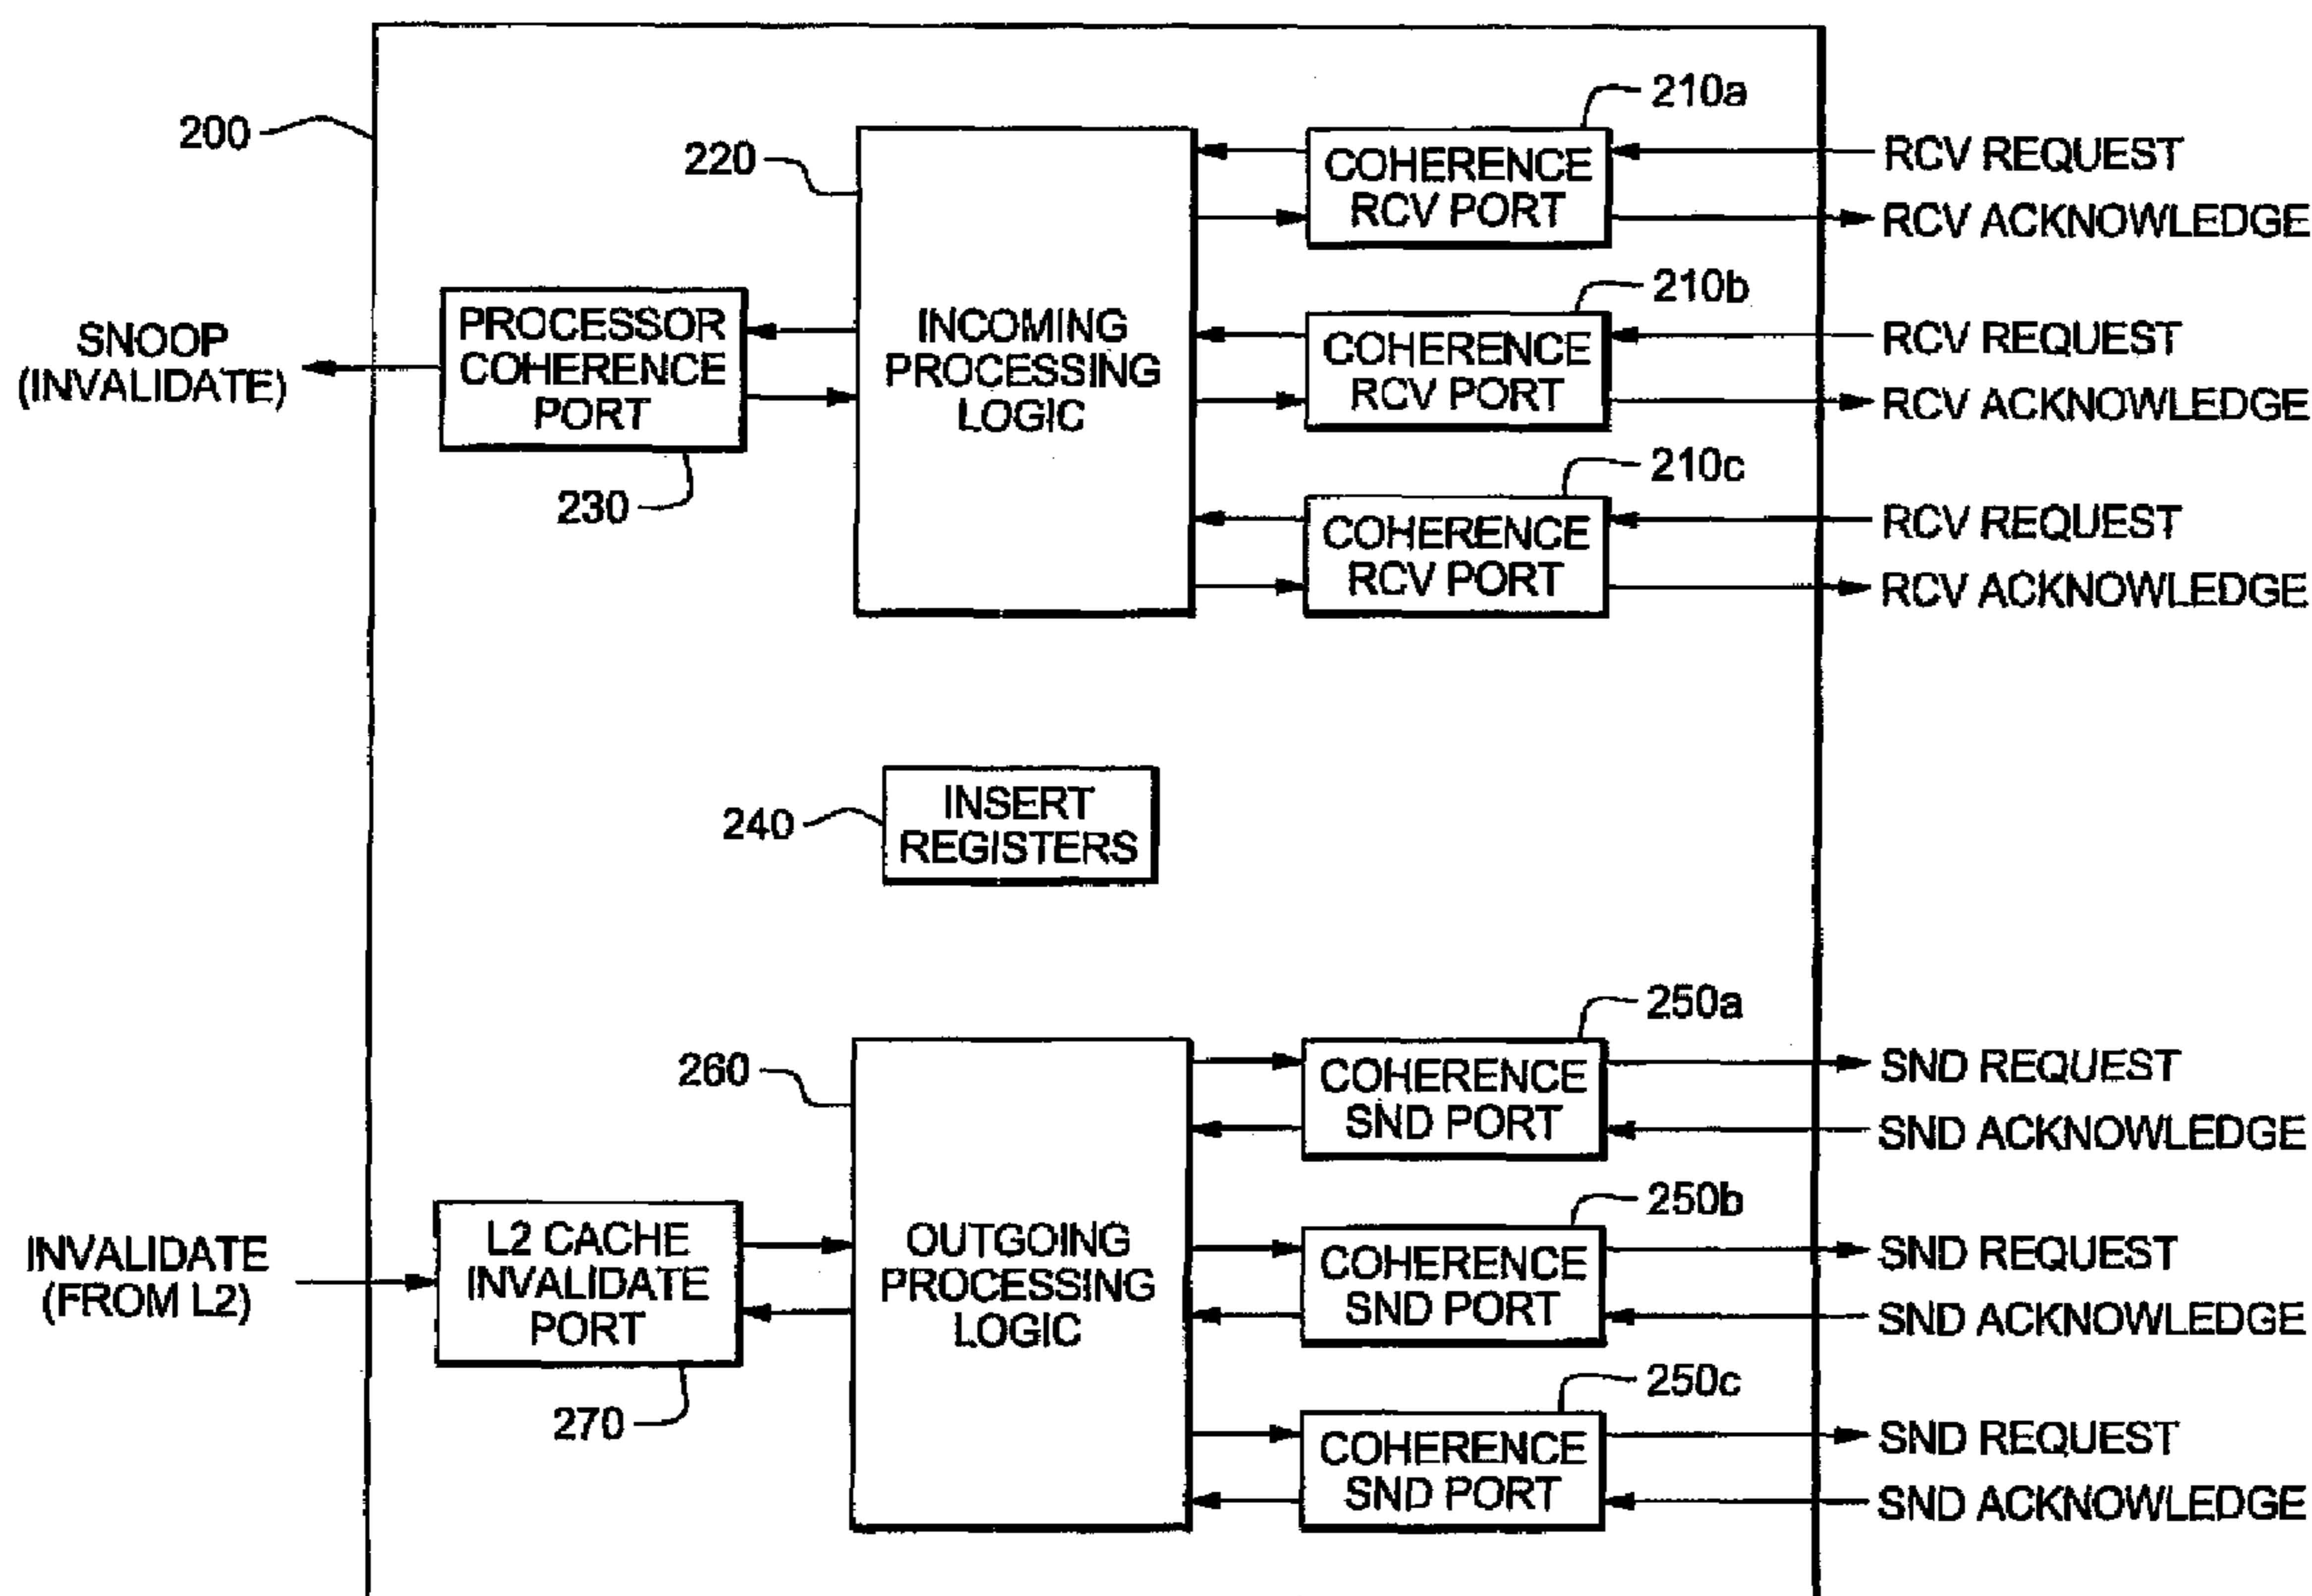 210a
200
220
COHERENCE
RCV PORT
RCV REQUEST
RCV ACKNOWLEDGE
210b
SNOOP
(INVALIDATE)
PROCESSOR
COHERENCE
PORT
230
INCOMING
PROCESSING
LOGIC
COHERENCE
RCV PORT
RCV REQUEST
RCV ACKNOWLEDGE
210c
COHERENCE
RCV PORT
RCV REQUEST
RCV ACKNOWLEDGE
240
INSERT
REGISTERS
250a
260
COHERENCE
SND PORT
SND REQUEST
SND ACKNOWLEDGE
250b
INVALIDATE
(FROM L2)
L2 CACHE
INVALIDATE
PORT
270
OUTGOING
PROCESSING
LOGIC
COHERENCE
SND PORT
SND REQUEST
SND ACKNOWLEDGE
250c
COHERENCE
SND PORT
SND REQUEST
SND ACKNOWLEDGE